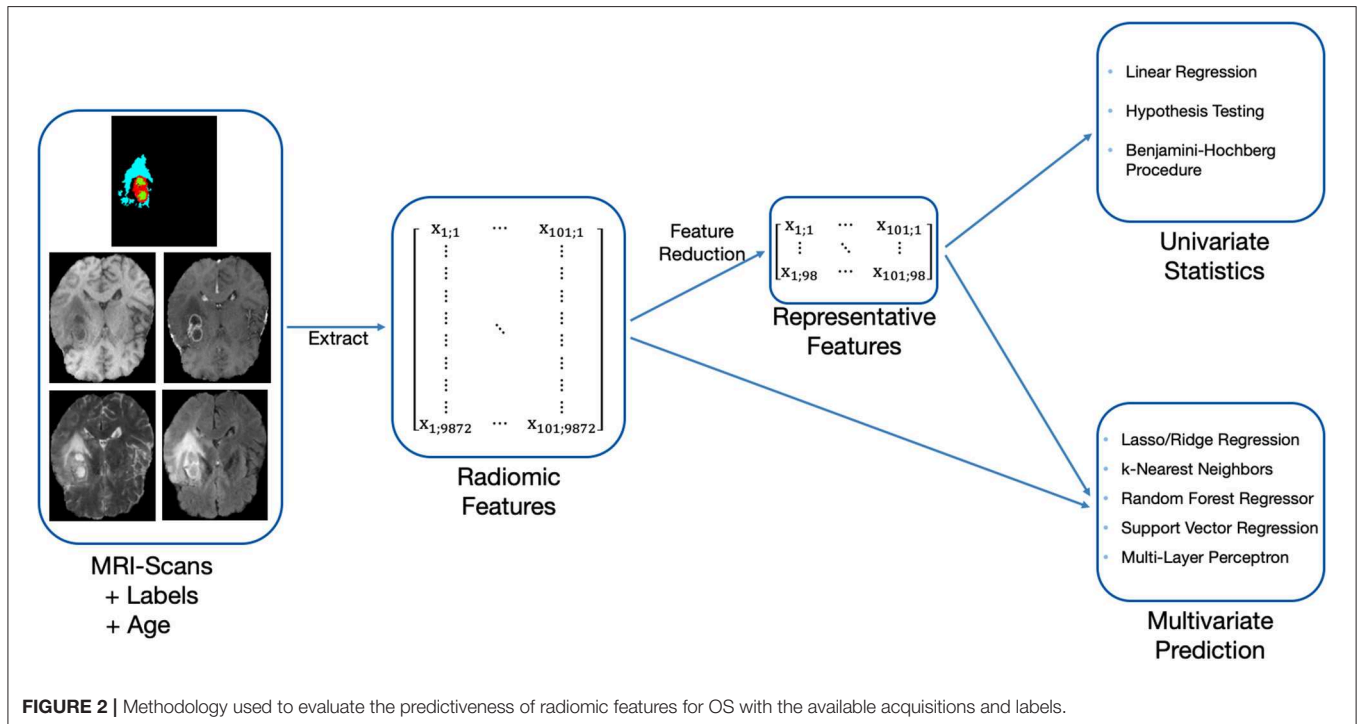 MRI-Scans
+ Labels
+ Age
Extract
x1;1 ⋯ x101;1
⋮ ⋮
⋮ ⋮
⋮ ⋮
⋮ ⋮
⋮ ⋱ ⋮
⋮ ⋮
⋮ ⋮
⋮ ⋮
x1;9872 ⋯ x101;9872
Radiomic
Features
Feature
Reduction
x1;1 ⋯ x101;1
⋮ ⋱ ⋮
x1;98 ⋯ x101;98
Representative
Features
• Linear Regression
• Hypothesis Testing
• Benjamini-Hochberg
Procedure
Univariate
Statistics
• Lasso/Ridge Regression
• k-Nearest Neighbors
• Random Forest Regressor
• Support Vector Regression
• Multi-Layer Perceptron
Multivariate
Prediction
FIGURE 2 | Methodology used to evaluate the predictiveness of radiomic features for OS with the available acquisitions and labels.